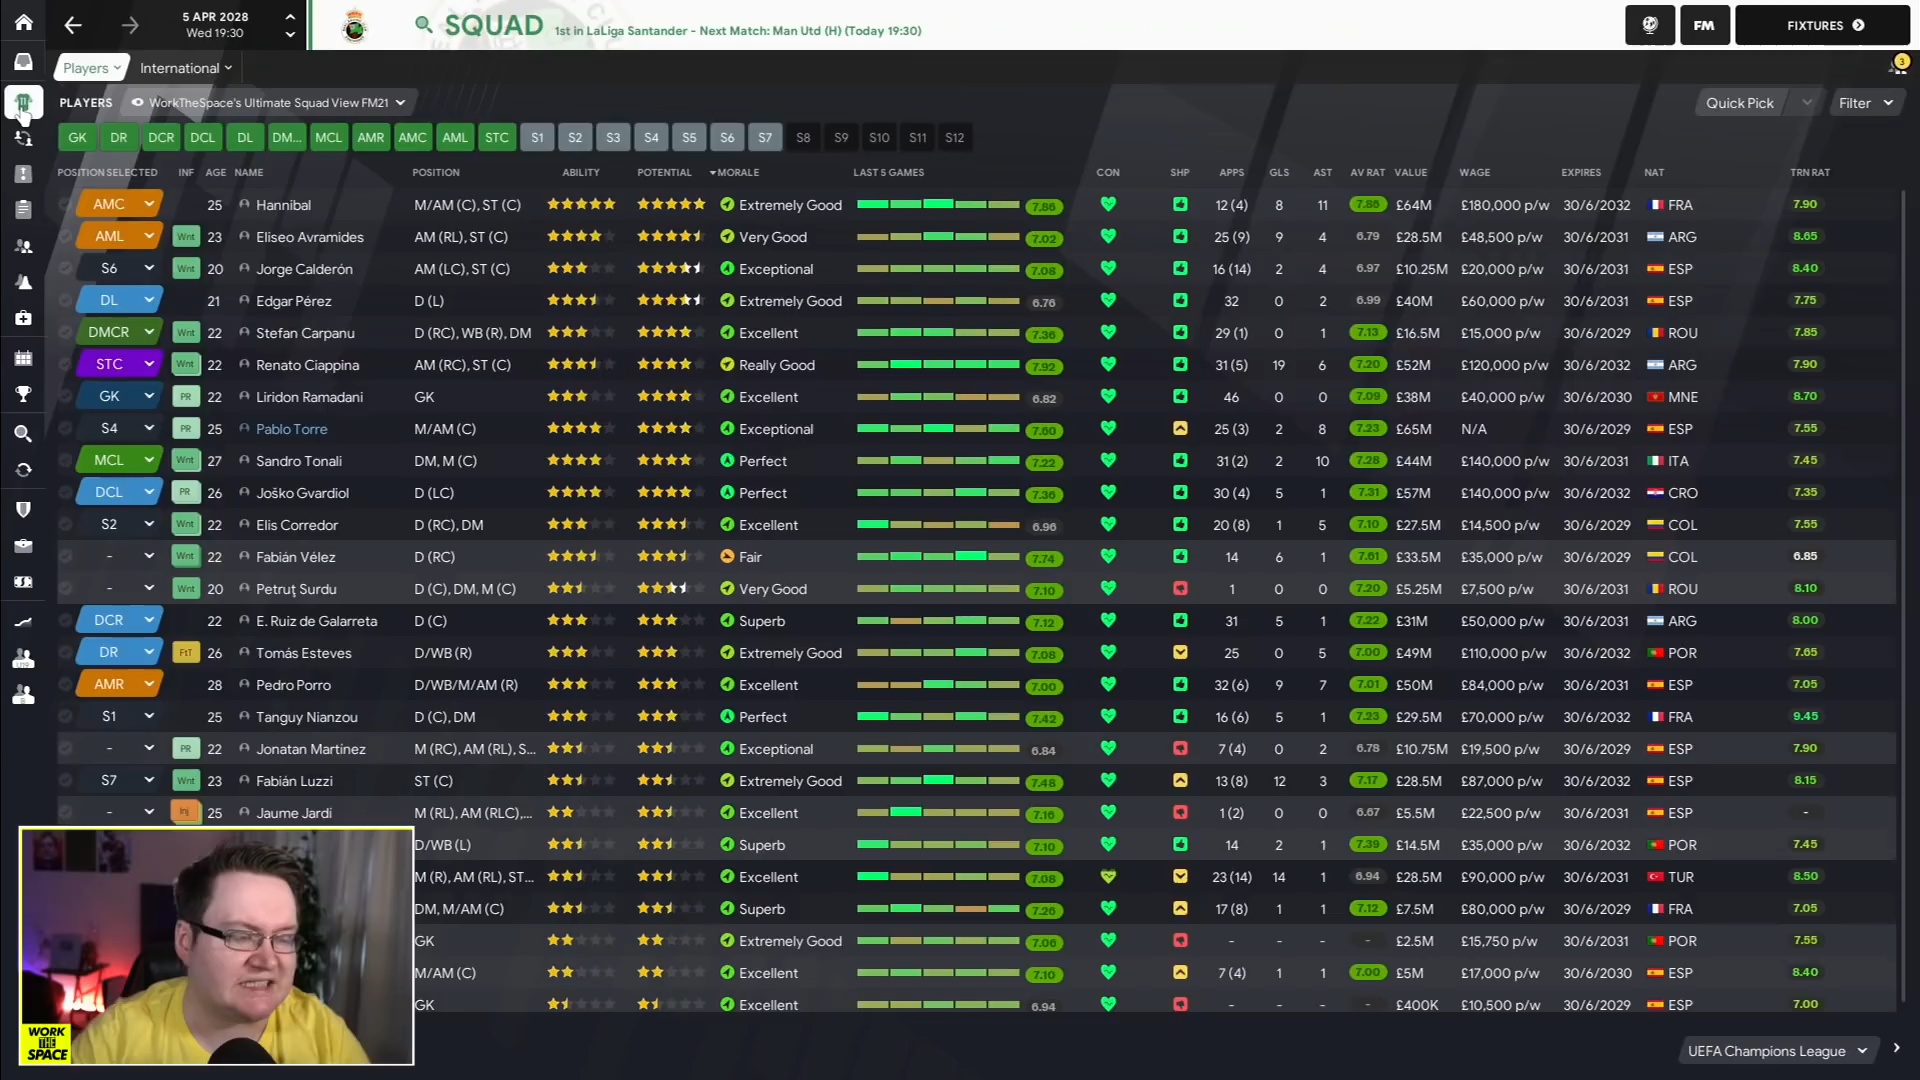 5 APR 2028
Wed 19:30
SQUAD
1st in LaLiga Santander - Next Match: Man Utd (H) (Today 19:30)
FM
FIXTURES
Players
International
3
PLAYERS
WorkTheSpace's Ultimate Squad View FM21
Quick Pick
Filter
GK DR DCR DCL DL DM... MCL AMR AMC AML STC S1 S2 S3 S4 S5 S6 S7 S8 S9 S10 S11 S12
POSITION SELECTED INF AGE NAME POSITION ABILITY POTENTIAL MORALE LAST 5 GAMES CON SHP APPS GLS AST AV RAT VALUE WAGE EXPIRES NAT TRN RAT
AMC 25 Hannibal M/AM (C), ST (C) Extremely Good 7.86 12 (4) 8 11 7.86 £64M £180,000 p/w 30/6/2032 FRA 7.90
AML Wnt 23 Eliseo Avramides AM (RL), ST (C) Very Good 7.02 25 (9) 9 4 6.79 £28.5M £48,500 p/w 30/6/2031 ARG 8.65
S6 Wnt 20 Jorge Calderón AM (LC), ST (C) Exceptional 7.08 16 (14) 2 4 6.97 £10.25M £20,000 p/w 30/6/2031 ESP 8.40
DL 21 Edgar Pérez D (L) Extremely Good 6.76 32 0 2 6.99 £40M £60,000 p/w 30/6/2031 ESP 7.75
DMCR Wnt 22 Stefan Carpanu D (RC), WB (R), DM Excellent 7.36 29 (1) 0 1 7.13 £16.5M £15,000 p/w 30/6/2029 ROU 7.85
STC Wnt 22 Renato Ciappina AM (RC), ST (C) Really Good 7.92 31 (5) 19 6 7.20 £52M £120,000 p/w 30/6/2032 ARG 7.90
GK PR 22 Liridon Ramadani GK Excellent 6.82 46 0 0 7.09 £38M £40,000 p/w 30/6/2030 MNE 8.70
S4 PR 25 Pablo Torre M/AM (C) Exceptional 7.60 25 (3) 2 8 7.23 £65M N/A 30/6/2029 ESP 7.55
MCL Wnt 27 Sandro Tonali DM, M (C) Perfect 7.22 31 (2) 2 10 7.28 £44M £140,000 p/w 30/6/2031 ITA 7.45
DCL PR 26 Joško Gvardiol D (LC) Perfect 7.36 30 (4) 5 1 7.31 £57M £140,000 p/w 30/6/2032 CRO 7.35
S2 Wnt 22 Elis Corredor D (RC), DM Excellent 6.96 20 (8) 1 5 7.10 £27.5M £14,500 p/w 30/6/2029 COL 7.55
- Wnt 22 Fabián Vélez D (RC) Fair 7.74 14 6 1 7.61 £33.5M £35,000 p/w 30/6/2029 COL 6.85
- Wnt 20 Petruţ Surdu D (C), DM, M (C) Very Good 7.10 1 0 0 7.20 £5.25M £7,500 p/w 30/6/2031 ROU 8.10
DCR 22 E. Ruiz de Galarreta D (C) Superb 7.12 31 5 1 7.22 £31M £50,000 p/w 30/6/2031 ARG 8.00
DR FtT 26 Tomás Esteves D/WB (R) Extremely Good 7.08 25 0 5 7.00 £49M £110,000 p/w 30/6/2032 POR 7.65
AMR 28 Pedro Porro D/WB/M/AM (R) Excellent 7.00 32 (6) 9 7 7.01 £50M £84,000 p/w 30/6/2031 ESP 7.05
S1 25 Tanguy Nianzou D (C), DM Perfect 7.42 16 (6) 5 1 7.23 £29.5M £70,000 p/w 30/6/2031 FRA 9.45
- PR 22 Jonatan Martínez M (RC), AM (RL), S... Exceptional 6.84 7 (4) 0 2 6.78 £10.75M £19,500 p/w 30/6/2031 ESP 7.90
S7 Wnt 23 Fabián Luzzi ST (C) Extremely Good 7.48 13 (8) 12 3 7.17 £28.5M £87,000 p/w 30/6/2032 ESP 8.15
- Inj 25 Jaume Jardí M (RL), AM (RLC),... Excellent 7.16 1 (2) 0 0 6.67 £5.5M £22,500 p/w 30/6/2031 ESP -
D/WB (L) Superb 7.10 14 2 1 7.39 £14.5M £35,000 p/w 30/6/2032 POR 7.45
M (R), AM (RL), ST... Excellent 7.08 23 (14) 14 1 6.94 £28.5M £90,000 p/w 30/6/2031 TUR 8.50
DM, M/AM (C) Superb 7.26 17 (8) 1 1 7.12 £7.5M £80,000 p/w 30/6/2029 FRA 7.05
GK Extremely Good 7.06 - - - - £2.5M £15,750 p/w 30/6/2031 POR 7.55
M/AM (C) Excellent 7.10 7 (4) 1 1 7.00 £5M £17,000 p/w 30/6/2030 ESP 8.40
GK Excellent 6.94 - - - - £400K £10,500 p/w 30/6/2029 ESP 7.00
WORK
THE
SPACE
UEFA Champions League